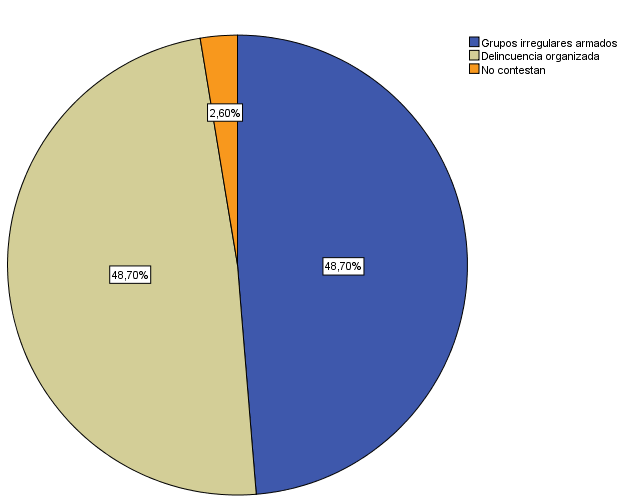 Grupos irregulares armados
Delincuencia organizada
No contestan
2,60%
48,70%
48,70%